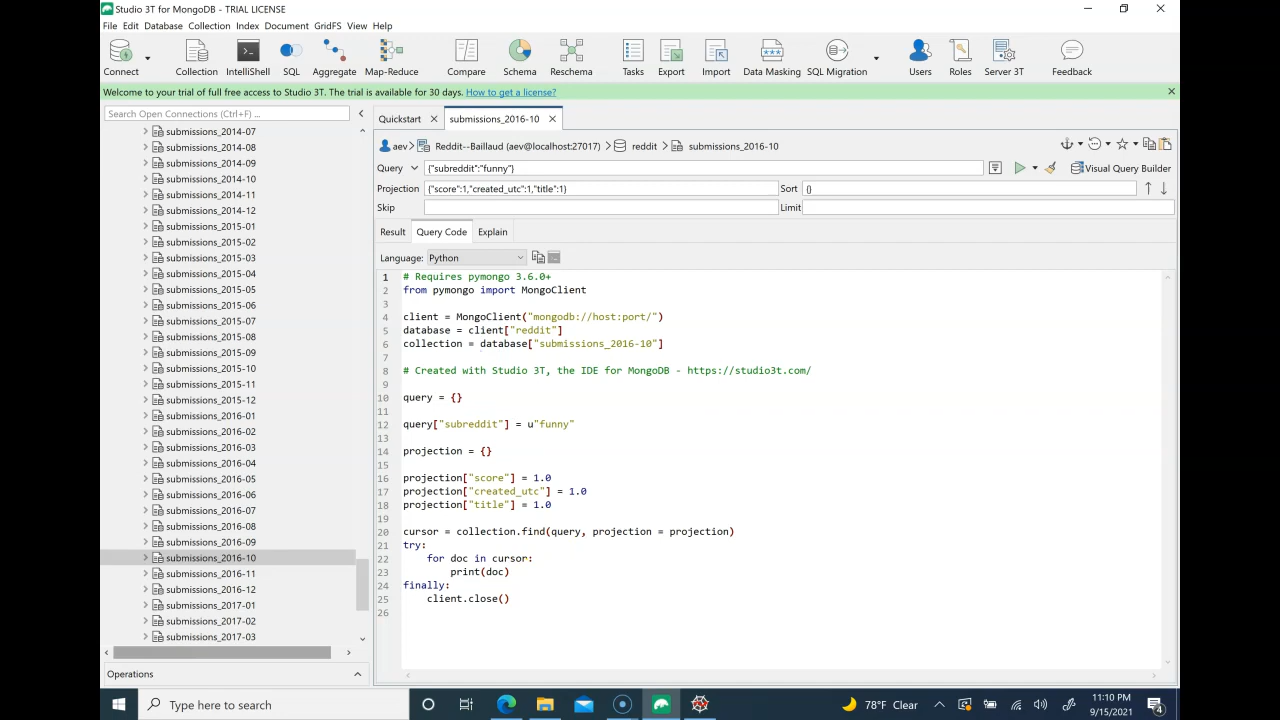 Studio 3T for MongoDB - TRIAL LICENSE
File Edit Database Collection Index Document GridFS View Help
Connect Collection IntelliShell SQL Aggregate Map-Reduce Compare Schema Reschema Tasks Export Import Data Masking SQL Migration Users Roles Server 3T Feedback
Welcome to your trial of full free access to Studio 3T. The trial is available for 30 days. How to get a license?
Search Open Connections (Ctrl+F) ...
submissions_2014-07
submissions_2014-08
submissions_2014-09
submissions_2014-10
submissions_2014-11
submissions_2014-12
submissions_2015-01
submissions_2015-02
submissions_2015-03
submissions_2015-04
submissions_2015-05
submissions_2015-06
submissions_2015-07
submissions_2015-08
submissions_2015-09
submissions_2015-10
submissions_2015-11
submissions_2015-12
submissions_2016-01
submissions_2016-02
submissions_2016-03
submissions_2016-04
submissions_2016-05
submissions_2016-06
submissions_2016-07
submissions_2016-08
submissions_2016-09
submissions_2016-10
submissions_2016-11
submissions_2016-12
submissions_2017-01
submissions_2017-02
submissions_2017-03
Operations
Quickstart submissions_2016-10
aev> Reddit--Baillaud (aev@localhost:27017) > reddit > submissions_2016-10
Query {"subreddit":"funny"} Visual Query Builder
Projection {"score":1,"created_utc":1,"title":1} Sort {}
Skip Limit
Result Query Code Explain
Language: Python
1 # Requires pymongo 3.6.0+
2 from pymongo import MongoClient
3
4 client = MongoClient("mongodb://host:port/")
5 database = client["reddit"]
6 collection = database["submissions_2016-10"]
7
8 # Created with Studio 3T, the IDE for MongoDB - https://studio3t.com/
9
10 query = {}
11
12 query["subreddit"] = u"funny"
13
14 projection = {}
15
16 projection["score"] = 1.0
17 projection["created_utc"] = 1.0
18 projection["title"] = 1.0
19
20 cursor = collection.find(query, projection = projection)
21 try:
22 for doc in cursor:
23 print(doc)
24 finally:
25 client.close()
26
Type here to search
78°F Clear
11:10 PM
9/15/2021
4